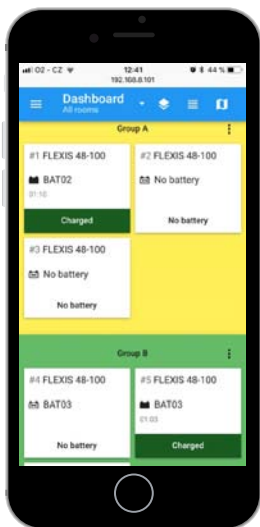 O2 - CZ 12:41 44 %
192.168.8.101
Dashboard
All rooms
Group A
#1 FLEXIS 48-100
BAT02
01:10
Charged
#2 FLEXIS 48-100
No battery
No battery
#3 FLEXIS 48-100
No battery
No battery
Group B
#4 FLEXIS 48-100
BAT03
No battery
#5 FLEXIS 48-100
BAT03
01:03
Charged